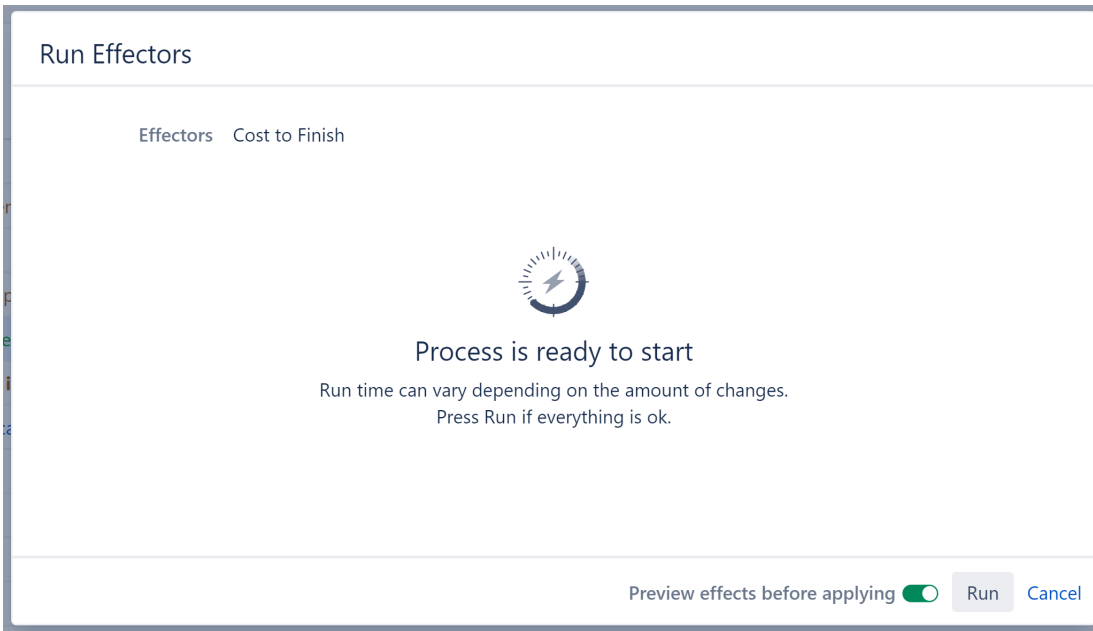 Run Effectors
Effectors Cost to Finish
Process is ready to start
Run time can vary depending on the amount of changes.
Press Run if everything is ok.
Preview effects before applying Run Cancel